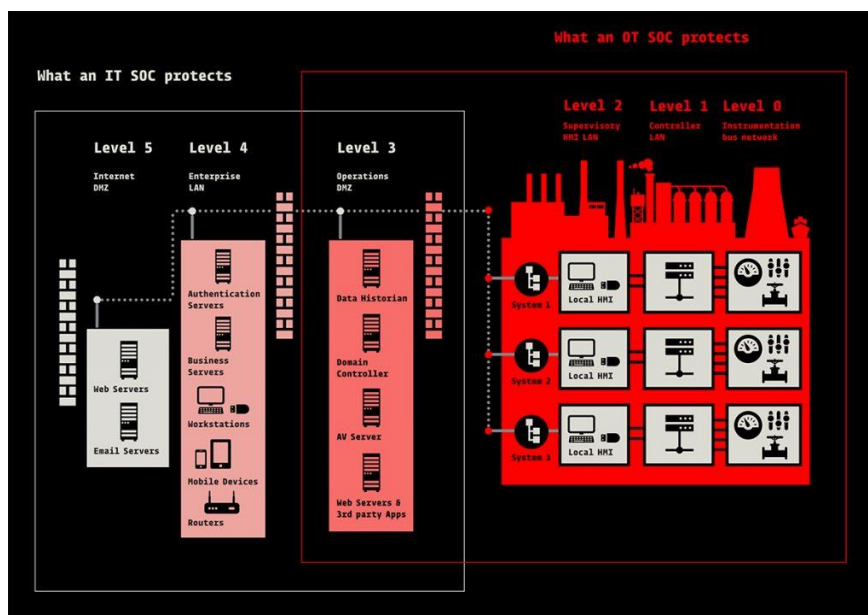 What an OT SOC protects
What an IT SOC protects
Level 5
Internet
DMZ
Level 4
Enterprise
LAN
Level 3
Operations
DMZ
Level 2
Supervisory
HMI LAN
Level 1
Controller
LAN
Level 0
Instrumentation
bus network
Web Servers
Email Servers
Authentication
Servers
Business
Servers
Workstations
Mobile Devices
Routers
Data Historian
Domain
Controller
AV Server
Web Servers &
3rd party Apps
System 1
Local HMI
System 2
Local HMI
System 3
Local HMI